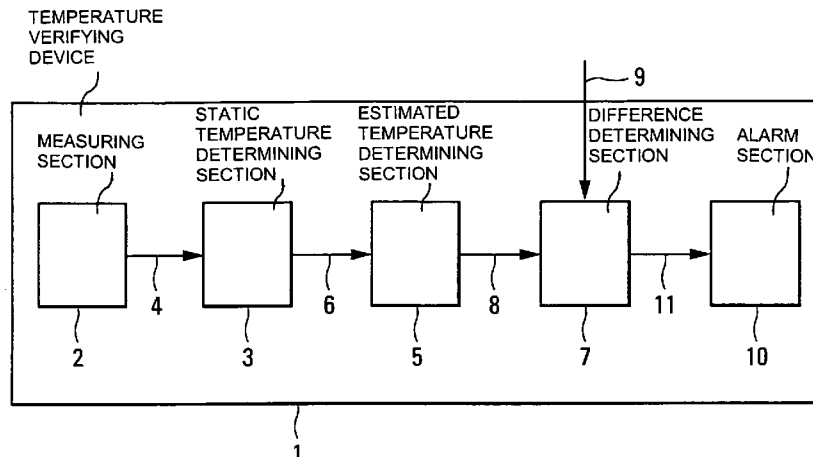 TEMPERATURE
VERIFYING
DEVICE
9
MEASURING
SECTION
STATIC
TEMPERATURE
DETERMINING
SECTION
ESTIMATED
TEMPERATURE
DETERMINING
SECTION
DIFFERENCE
DETERMINING
SECTION
ALARM
SECTION
4
6
8
11
2
3
5
7
10
1